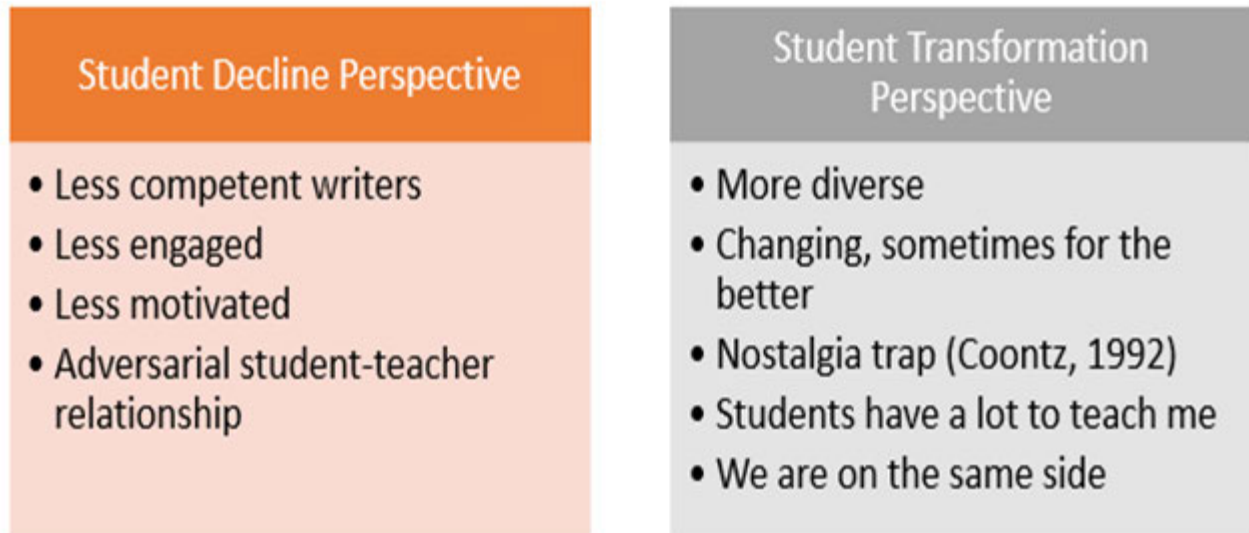 Student Decline Perspective
• Less competent writers
• Less engaged
• Less motivated
• Adversarial student-teacher
relationship
Student Transformation
Perspective
• More diverse
• Changing, sometimes for the
better
• Nostalgia trap (Coontz, 1992)
• Students have a lot to teach me
• We are on the same side